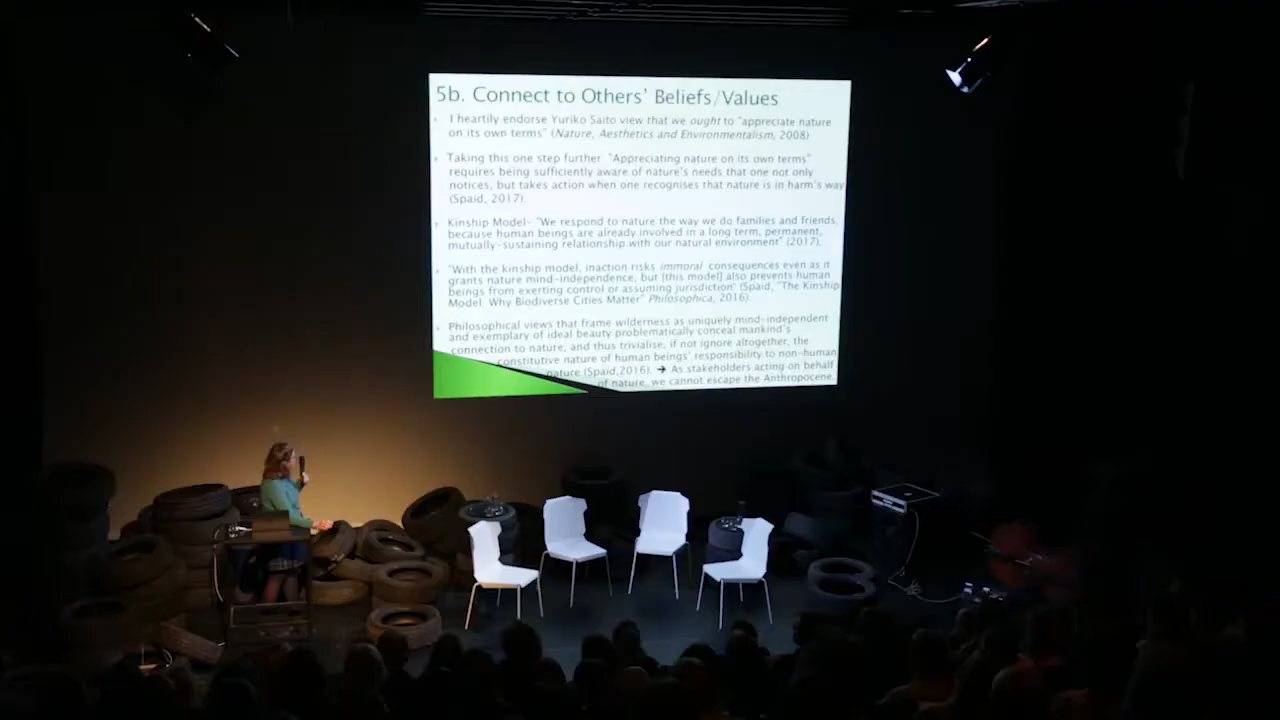 5b. Connect to Others' Beliefs/Values
I heartily endorse Yuriko Saito view that we ought to "appreciate nature
on its own terms" (Nature, Aesthetics and Environmentalism, 2008)
Taking this one step further. "Appreciating nature on its own terms"
requires being sufficiently aware of nature's needs that one not only
notices, but takes action when one recognises that nature is in harm's way
(Spaid, 2017).
Kinship Model- "We respond to nature the way we do families and friends,
because human beings are already involved in a long term, permanent,
mutually-sustaining relationship with our natural environment" (2017).
"With the kinship model, inaction risks immoral consequences even as it
grants nature mind-independence, but [this model] also prevents human
beings from exerting control or assuming jurisdiction" (Spaid, "The Kinship
Model: Why Biodiverse Cities Matter" Philosophica, 2016).
Philosophical views that frame wilderness as uniquely mind-independent
and exemplary of ideal beauty problematically conceal mankind's
connection to nature, and thus trivialise, if not ignore altogether, the
constitutive nature of human beings' responsibility to non-human
nature (Spaid,2016). → As stakeholders acting on behalf
of nature, we cannot escape the Anthropocene.